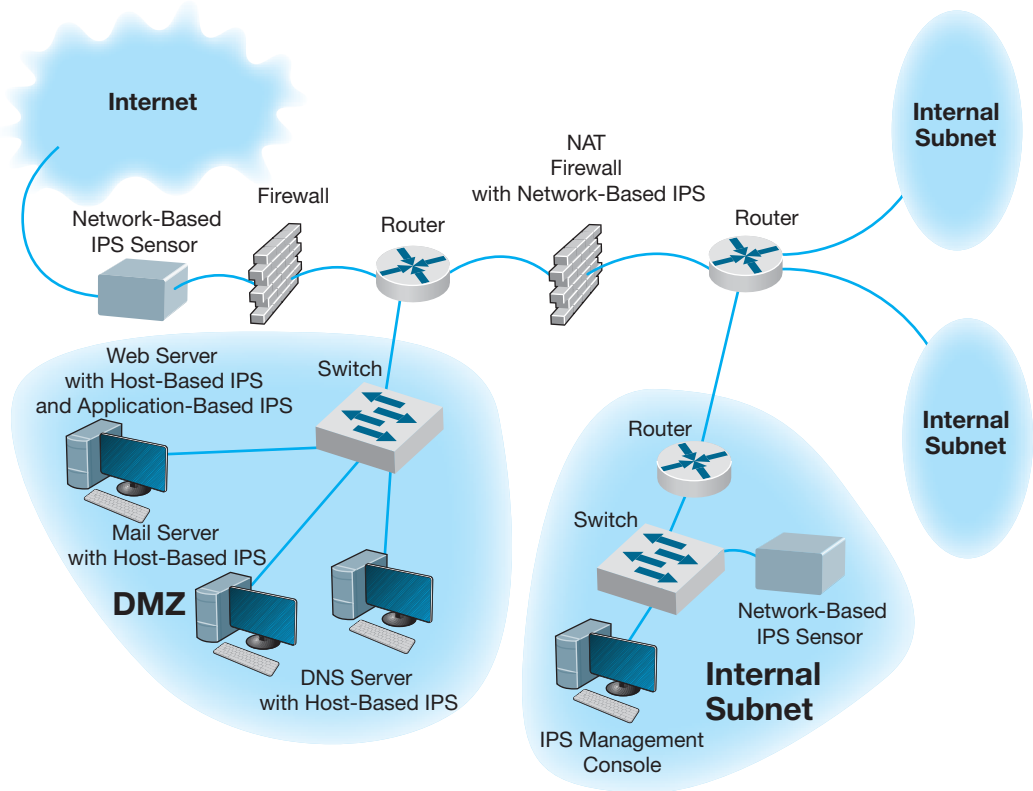 Internet
Internal
Subnet
NAT
Firewall
with Network-Based IPS
Firewall
Network-Based
IPS Sensor
Router
Router
Web Server
with Host-Based IPS
and Application-Based IPS
Switch
Internal
Subnet
Router
Mail Server
with Host-Based IPS
Switch
DMZ
Network-Based
IPS Sensor
DNS Server
with Host-Based IPS
Internal
Subnet
IPS Management
Console